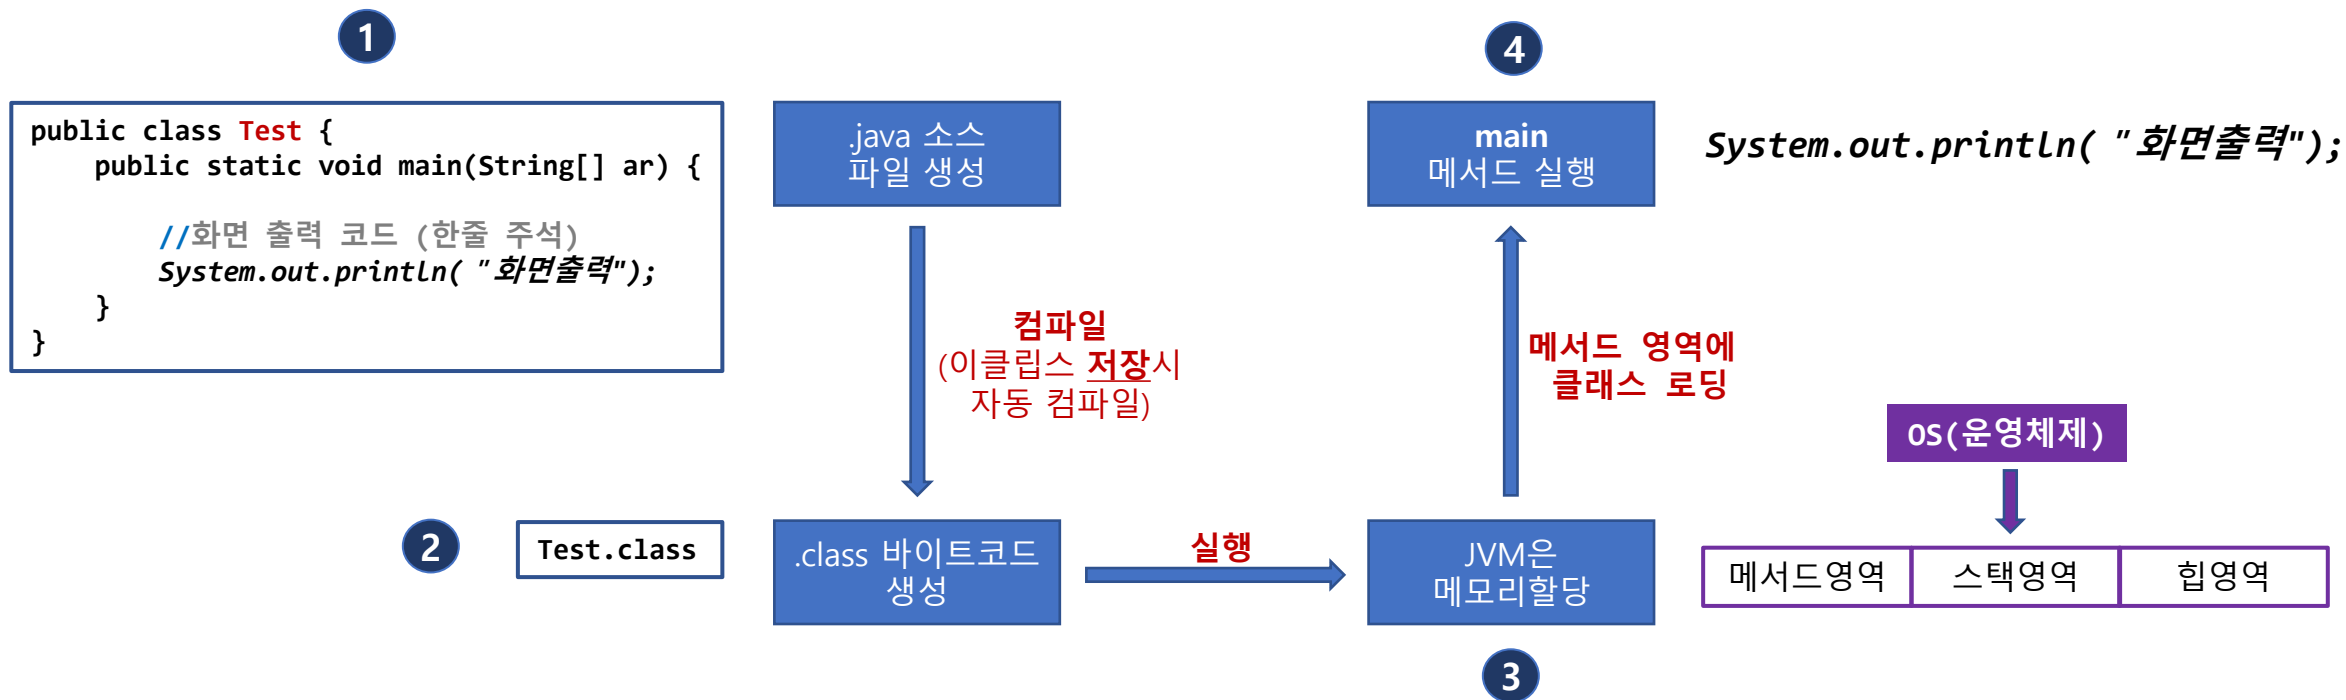 1
public class Test {
public static void main(String[] ar) {
//화면 출력 코드 (한줄 주석)
System.out.println( "화면출력");
}
}
.java 소스
파일 생성
컴파일
(이클립스 저장시
자동 컴파일)
2
Test.class
.class 바이트코드
생성
실행
JVM은
메모리할당
3
메서드 영역에
클래스 로딩
4
main
메서드 실행
System.out.println( "화면출력");
OS(운영체제)
메서드영역 스택영역 힙영역